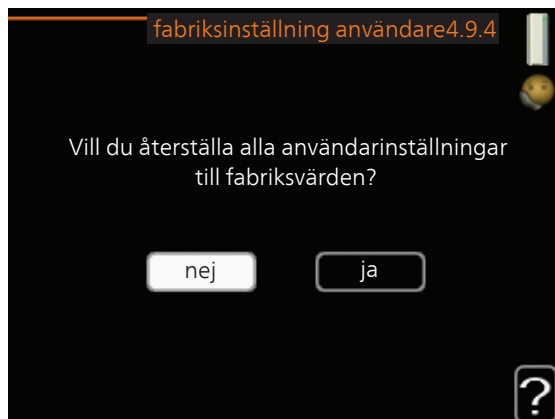 fabriksinställning användare4.9.4
Vill du återställa alla användarinställningar
till fabriksvärden?
nej
ja
?